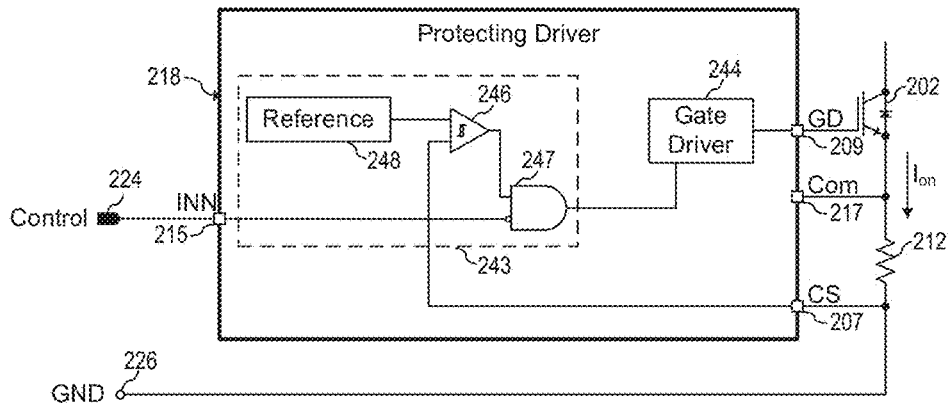 Protecting Driver
218
Reference
248
246
247
243
244
Gate
Driver
GD
209
202
Com
217
Ion
212
224
Control
INN
215
CS
207
226
GND